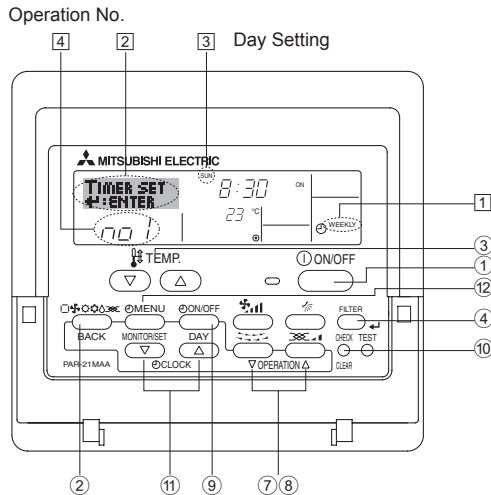 Operation No.
4 2 3 Day Setting
MITSUBISHI ELECTRIC
SUN
TIMER SET
:ENTER
8:30 ON
23 °C
no 1
WEEKLY 1
TEMP. ON/OFF
3
1
12
MENU ON/OFF FILTER
BACK MONITOR/SET DAY CHECK TEST
4
PAR-21MAA CLOCK OPERATION CLEAR
10
2 11 9 7 8